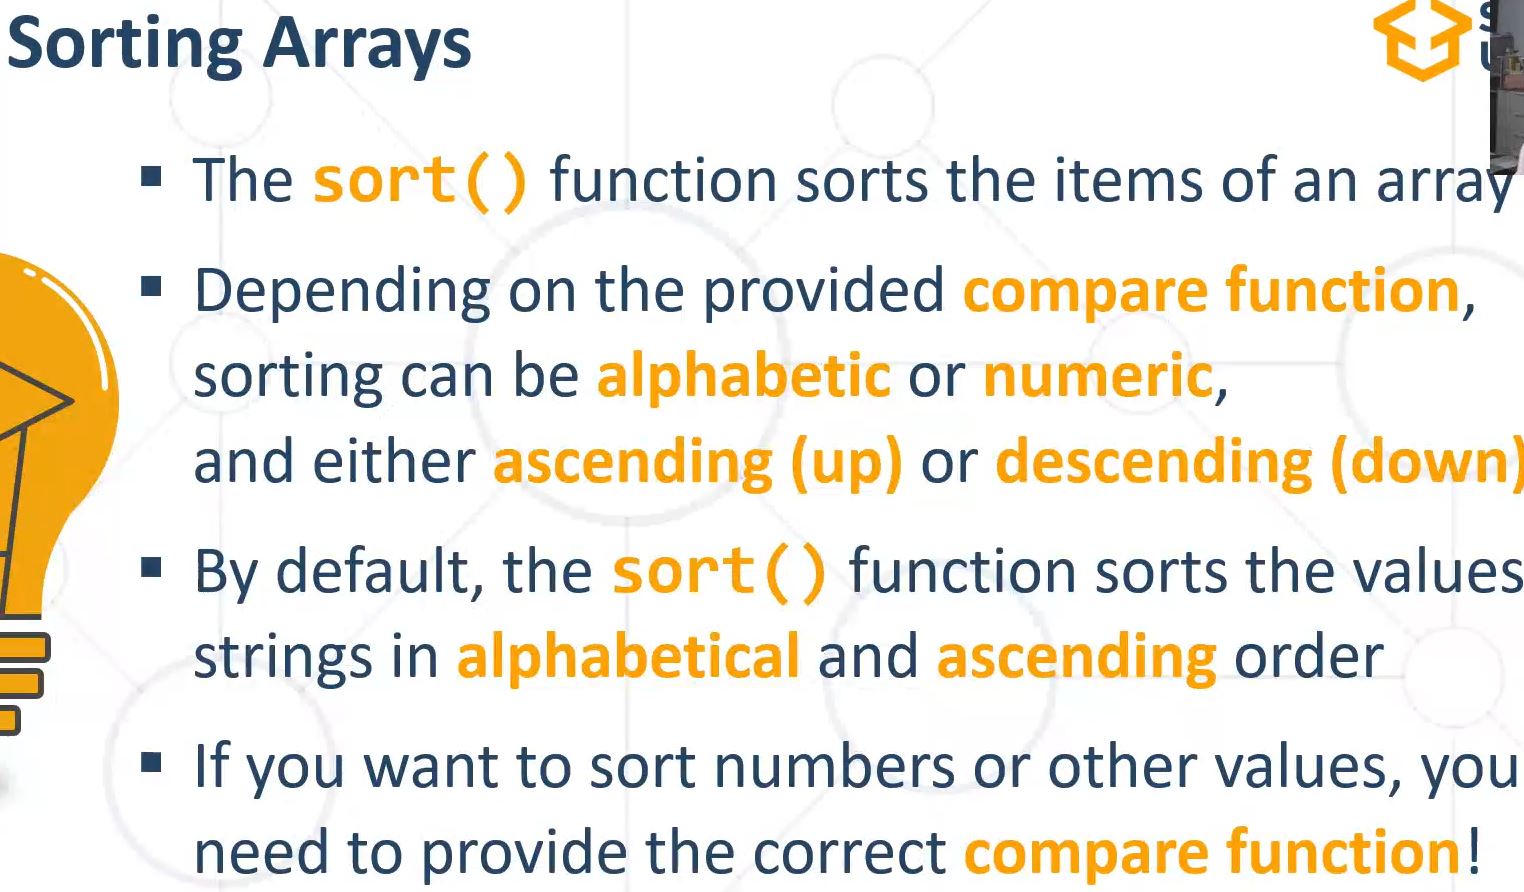 Sorting Arrays
▪ The sort() function sorts the items of an array
▪ Depending on the provided compare function,
sorting can be alphabetic or numeric,
and either ascending (up) or descending (down)
▪ By default, the sort() function sorts the values
strings in alphabetical and ascending order
▪ If you want to sort numbers or other values, you
need to provide the correct compare function!